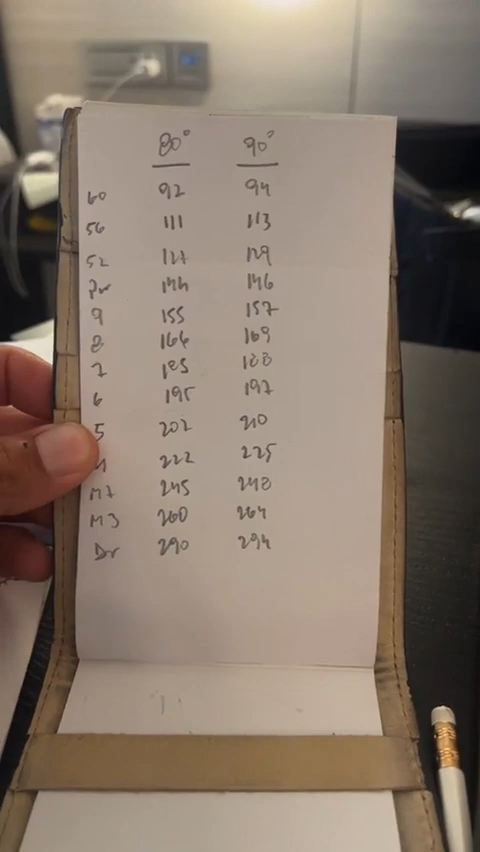 80° 90°
60 92 94
56 111 113
52 127 129
PW 144 146
9 155 157
8 166 169
7 185 188
6 195 197
5 202 210
4 222 225
M7 245 248
M3 260 264
Dr 290 294